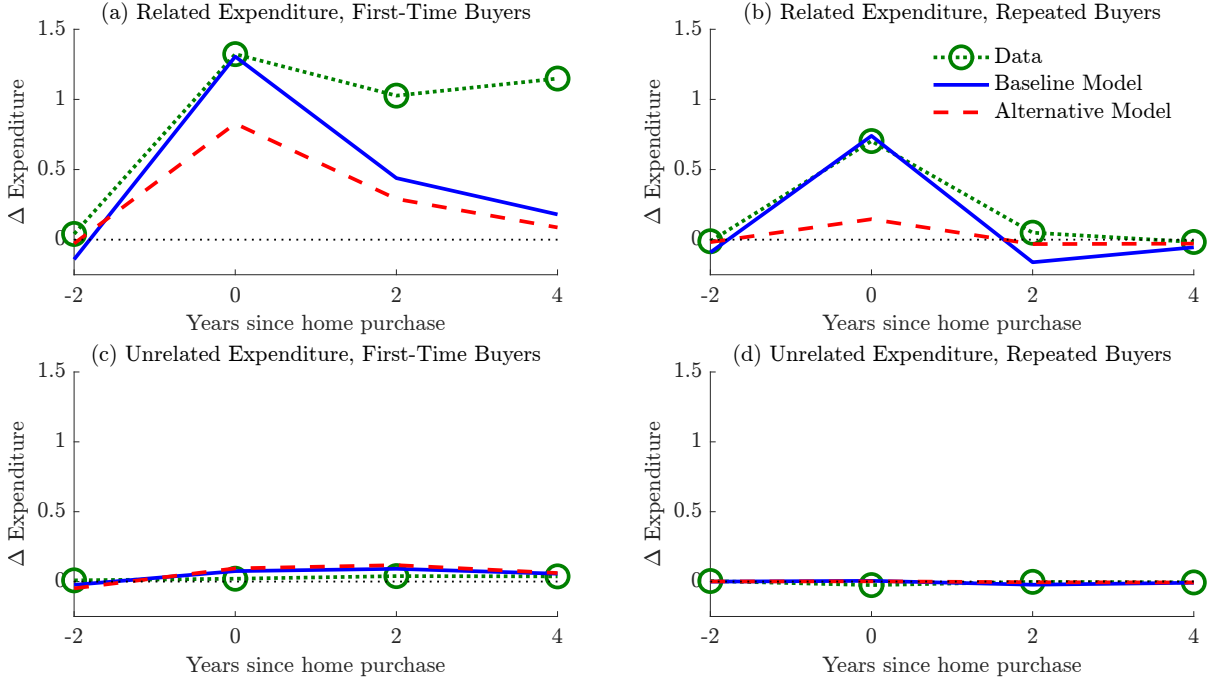 (a) Related Expenditure, First-Time Buyers
1.5
1
0.5
0
Δ Expenditure
-2
0
2
4
Years since home purchase
(b) Related Expenditure, Repeated Buyers
1.5
1
0.5
0
Δ Expenditure
Data
Baseline Model
Alternative Model
-2
0
2
4
Years since home purchase
(c) Unrelated Expenditure, First-Time Buyers
1.5
1
0.5
0
Δ Expenditure
-2
0
2
4
Years since home purchase
(d) Unrelated Expenditure, Repeated Buyers
1.5
1
0.5
0
Δ Expenditure
-2
0
2
4
Years since home purchase